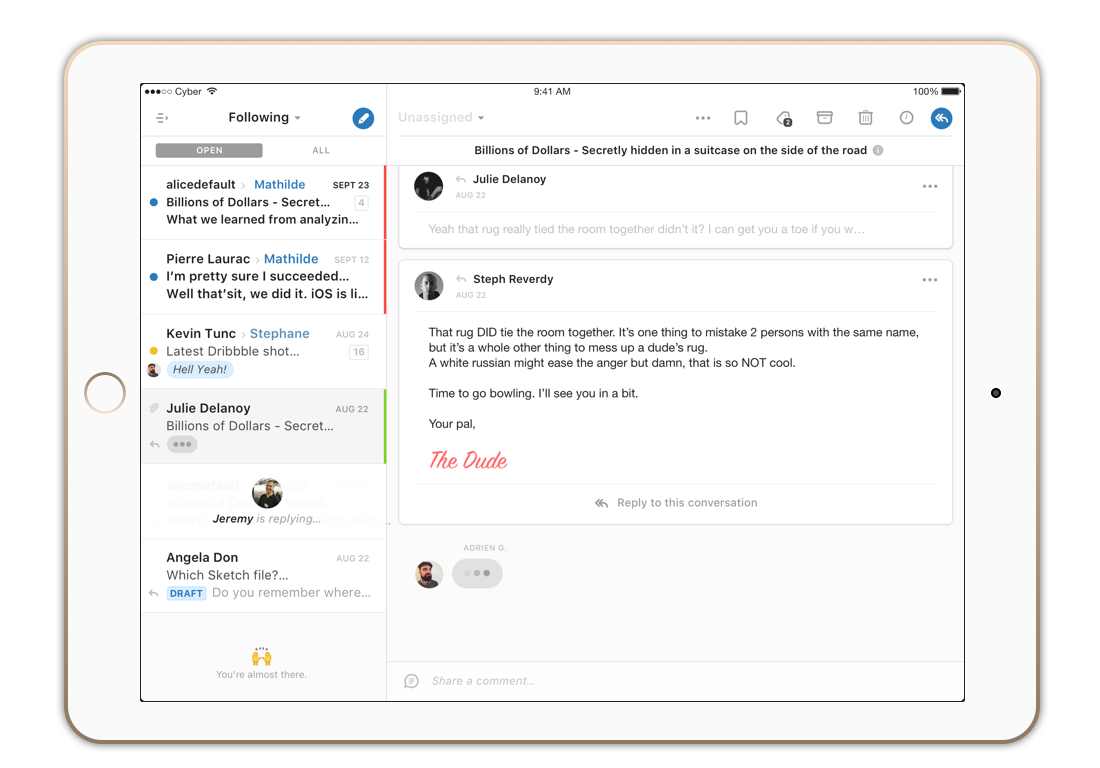 Cyber
9:41 AM
100%
Following
Unassigned
2
OPEN
ALL
Billions of Dollars - Secretly hidden in a suitcase on the side of the road
alicedefault › Mathilde SEPT 23
Billions of Dollars - Secret... 4
What we learned from analyzin...
Pierre Laurac › Mathilde SEPT 12
I'm pretty sure I succeeded...
Well that'sit, we did it. iOS is li...
Kevin Tunc › Stephane AUG 24
Latest Dribbble shot... 16
Hell Yeah!
Julie Delanoy AUG 22
Billions of Dollars - Secret...
alicedefault
Billions of Dollars - Secret...
Jeremy is replying...
Angela Don AUG 22
Which Sketch file?...
DRAFT Do you remember where...
You're almost there.
Julie Delanoy
AUG 22
Yeah that rug really tied the room together didn't it? I can get you a toe if you w...
Steph Reverdy
AUG 22
That rug DID tie the room together. It's one thing to mistake 2 persons with the same name,
but it's a whole other thing to mess up a dude's rug.
A white russian might ease the anger but damn, that is so NOT cool.
Time to go bowling. I'll see you in a bit.
Your pal,
The Dude
Reply to this conversation
ADRIEN G.
Share a comment...